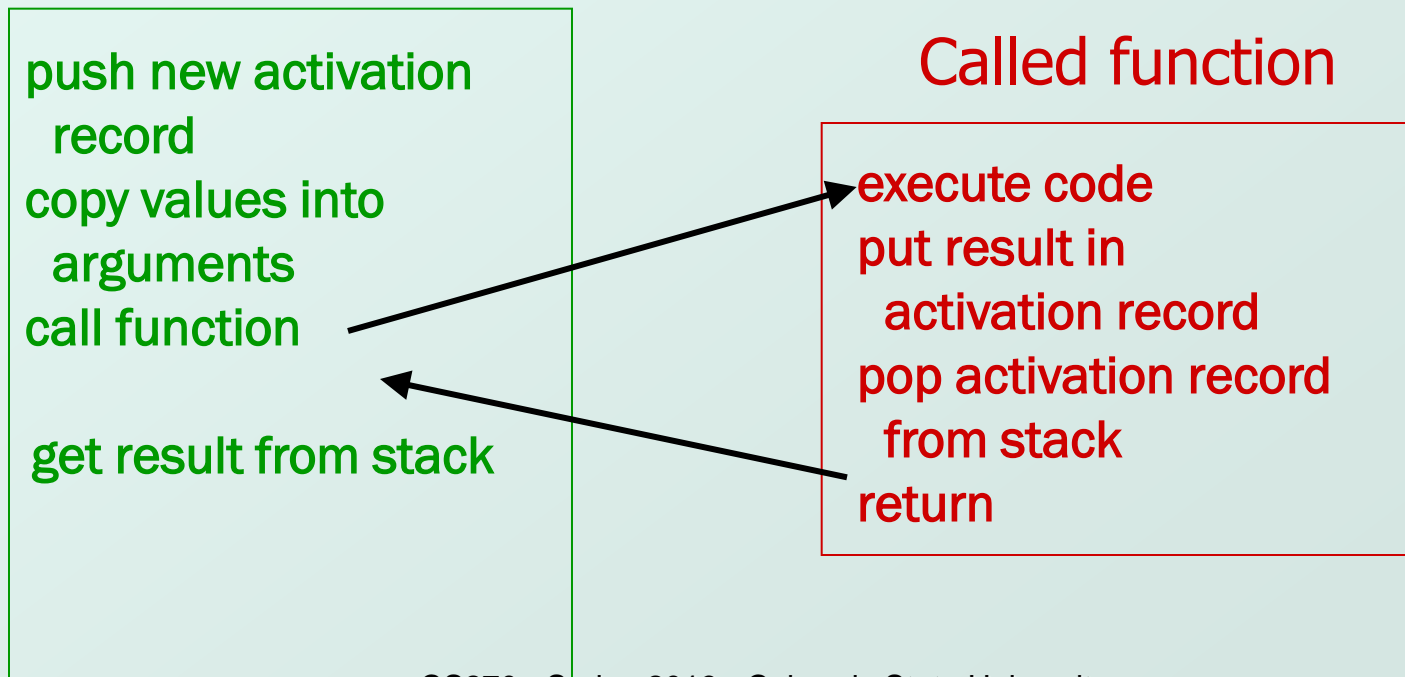 push new activation
record
copy values into
arguments
call function
get result from stack
Called function
execute code
put result in
activation record
pop activation record
from stack
return